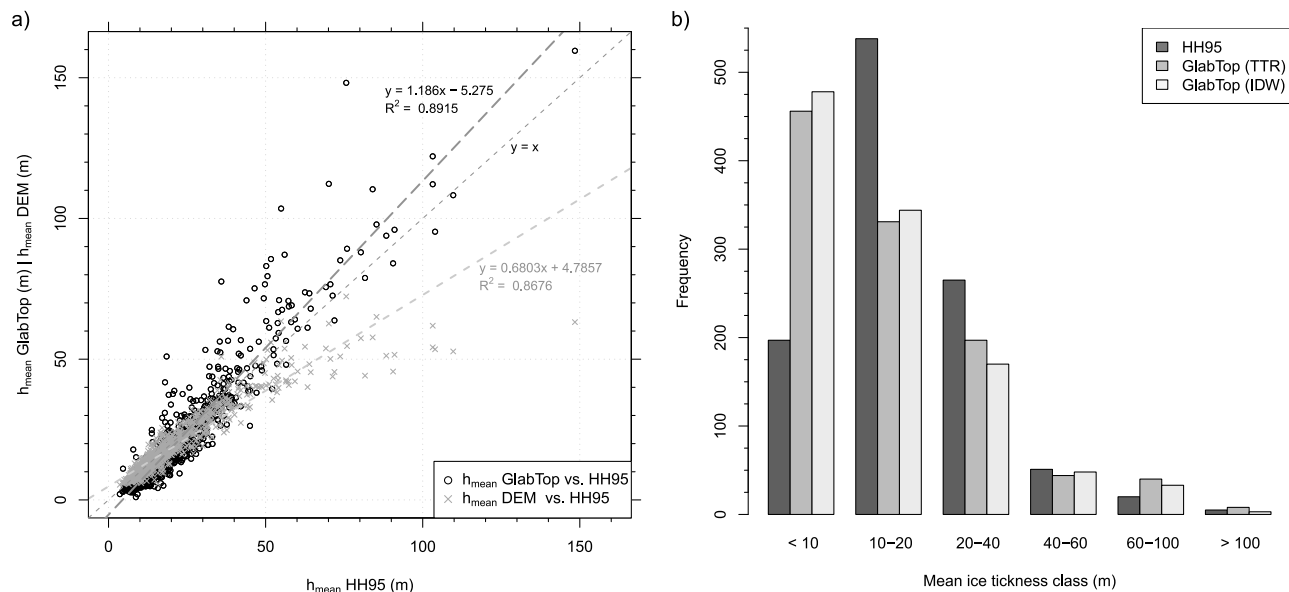 a)
h_mean GlabTop (m) | h_mean DEM (m)
150
100
50
0
0 50 100 150
h_mean HH95 (m)
y = 1.186x − 5.275
R² = 0.8915
y = x
y = 0.6803x + 4.7857
R² = 0.8676
h_mean GlabTop vs. HH95
h_mean DEM vs. HH95
b)
Frequency
500
400
300
200
100
0
HH95
GlabTop (TTR)
GlabTop (IDW)
< 10 10−20 20−40 40−60 60−100 > 100
Mean ice tickness class (m)